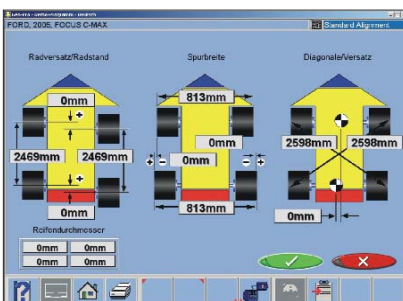 FORD, 2005, FOCUS C-MAX
Standard Alignment
Radversatz/Radstand
Spurbreite
Diagonale/Versatz
0mm
813mm
0mm
2469mm
2469mm
0mm
2598mm
2598mm
0mm
813mm
0mm
Reifendurchmesser
0mm
0mm
0mm
0mm